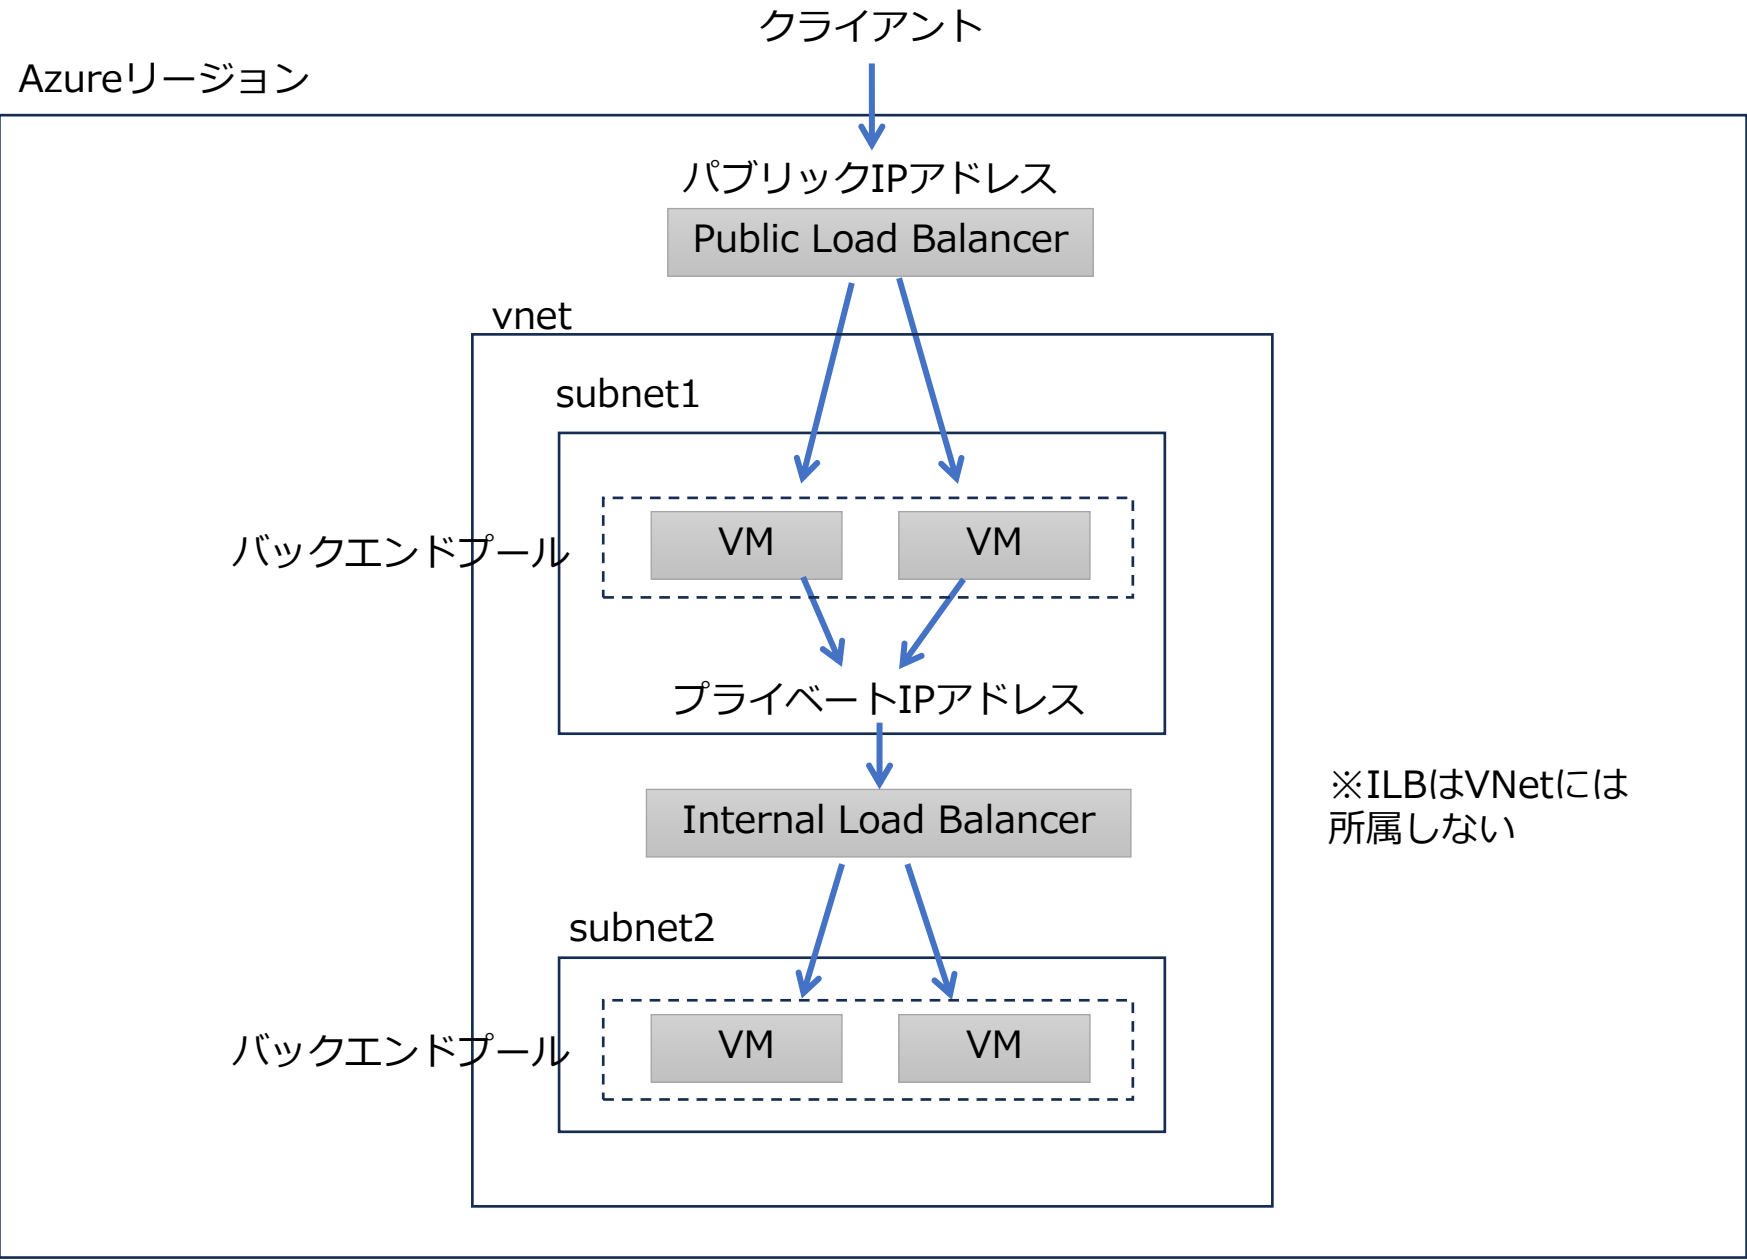 クライアント
Azureリージョン
パブリックIPアドレス
Public Load Balancer
vnet
subnet1
バックエンドプール
VM
VM
プライベートIPアドレス
※ILBはVNetには
所属しない
Internal Load Balancer
subnet2
バックエンドプール
VM
VM